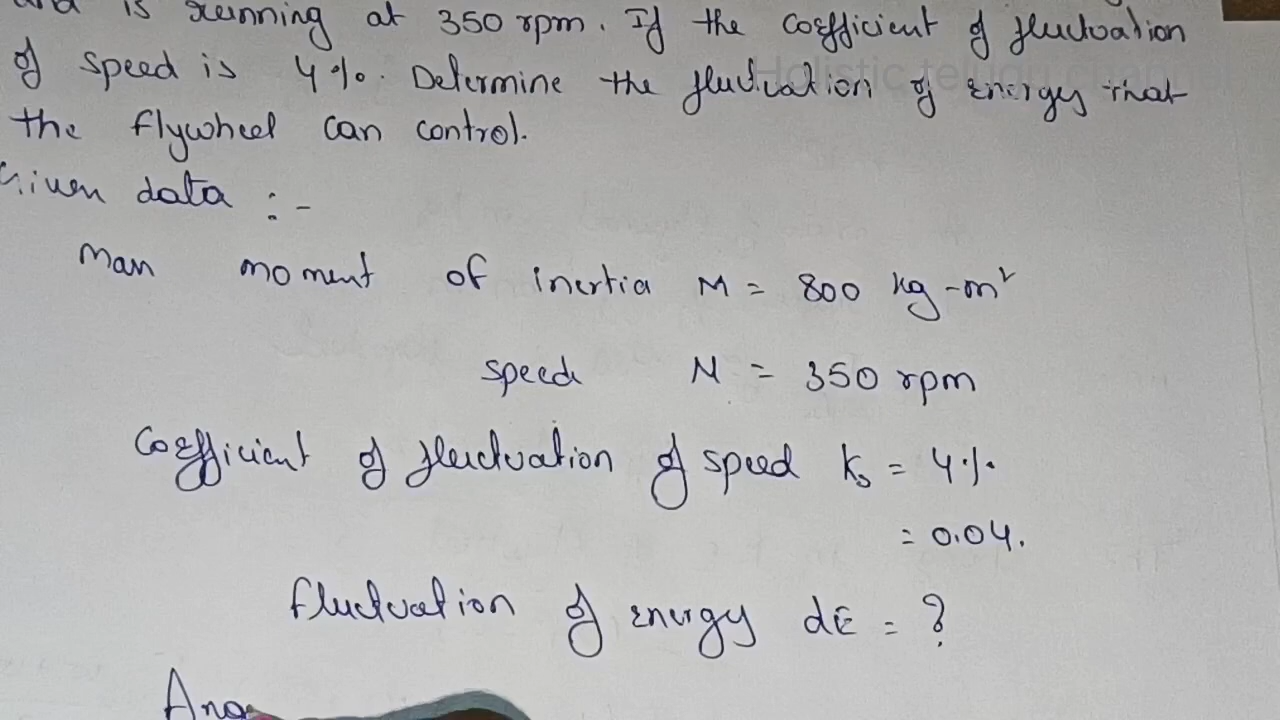 is running at 350 rpm. If the coefficient of fluctuation
of speed is 4%. Determine the fluctuation of energy that
the flywheel can control.
Given data :-
Mass moment of inertia M = 800 kg-m²
speed N = 350 rpm
Coefficient of fluctuation of speed Ks = 4%
= 0.04.
fluctuation of energy dE = ?